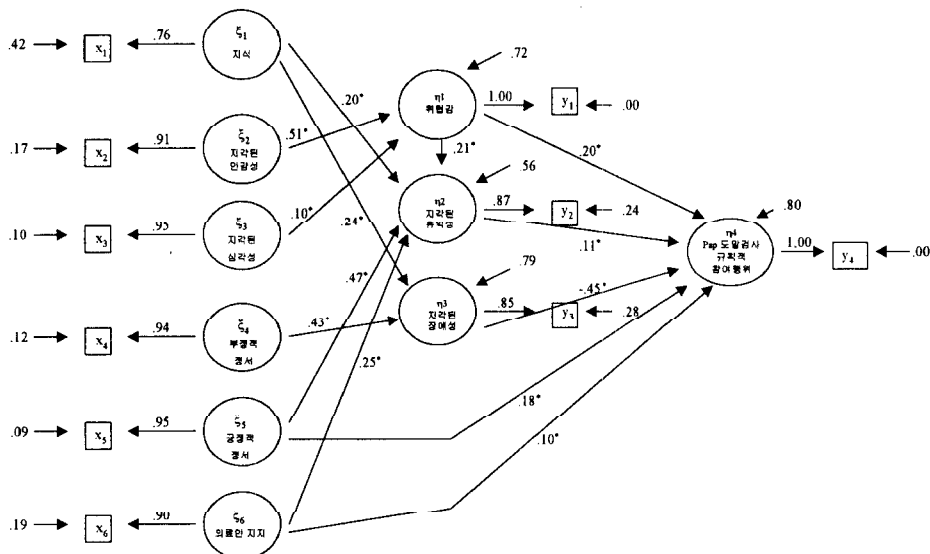 .42
x₁
.76
ξ₁
지식
.72
η1
위협감
1.00
y₁
.00
.20*
.17
x₂
.91
ξ₂
지각된
민감성
.51*
.21*
.20*
.56
η2
지각된
유익성
.87
y₂
.24
.10
x₃
.95
ξ₃
지각된
심각성
.10*
.24*
.11*
.80
η4
Pap 도말검사
규칙적
참여행위
1.00
y₄
.00
.79
η3
지각된
장애성
.85
y₃
.28
-.45*
.47*
.12
x₄
.94
ξ₄
부정적
정서
.43*
.25*
.09
x₅
.95
ξ₅
긍정적
정서
.18*
.10*
.19
x₆
.90
ξ₆
의료인 지지